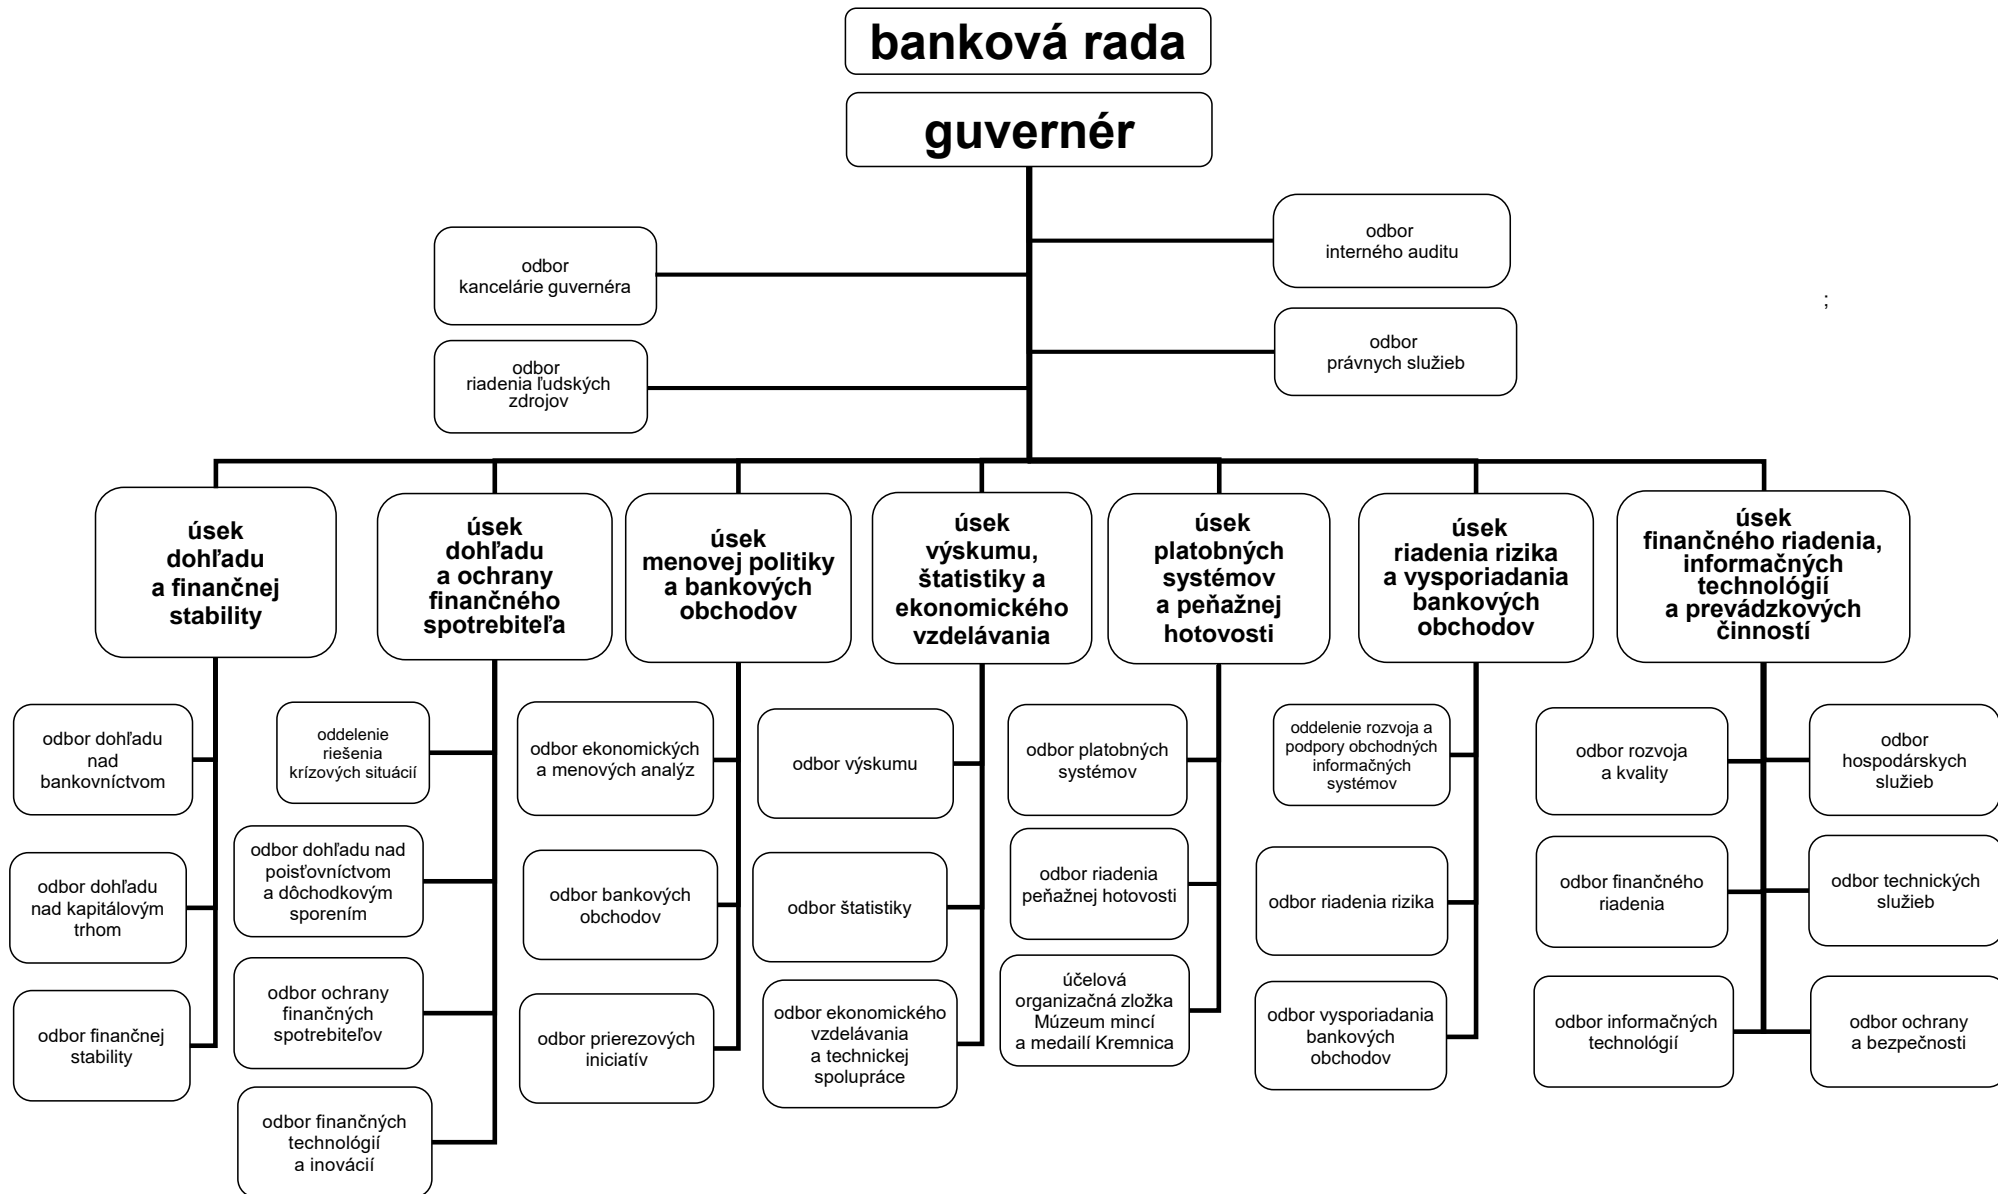 banková rada
guvernér
odbor
interného auditu
odbor
kancelárie guvernéra
;
odbor
právnych služieb
odbor
riadenia ľudských
zdrojov
úsek
dohľadu
a finančnej
stability
úsek
dohľadu
a ochrany
finančného
spotrebiteľa
úsek
menovej politiky
a bankových
obchodov
úsek
výskumu,
štatistiky a
ekonomického
vzdelávania
úsek
platobných
systémov
a peňažnej
hotovosti
úsek
riadenia rizika
a vysporiadania
bankových
obchodov
úsek
finančného riadenia,
informačných
technológií
a prevádzkových
činností
odbor dohľadu
nad
bankovníctvom
oddelenie
riešenia
krízových situácií
odbor ekonomických
a menových analýz
odbor výskumu
odbor platobných
systémov
oddelenie rozvoja a
podpory obchodných
informačných
systémov
odbor rozvoja
a kvality
odbor
hospodárskych
služieb
odbor dohľadu
nad kapitálovým
trhom
odbor dohľadu nad
poisťovníctvom
a dôchodkovým
sporením
odbor bankových
obchodov
odbor štatistiky
odbor riadenia
peňažnej hotovosti
odbor riadenia rizika
odbor finančného
riadenia
odbor technických
služieb
odbor finančnej
stability
odbor ochrany
finančných
spotrebiteľov
odbor prierezových
iniciatív
odbor ekonomického
vzdelávania
a technickej
spolupráce
účelová
organizačná zložka
Múzeum mincí
a medailí Kremnica
odbor vysporiadania
bankových
obchodov
odbor informačných
technológií
odbor ochrany
a bezpečnosti
odbor finančných
technológií
a inovácií